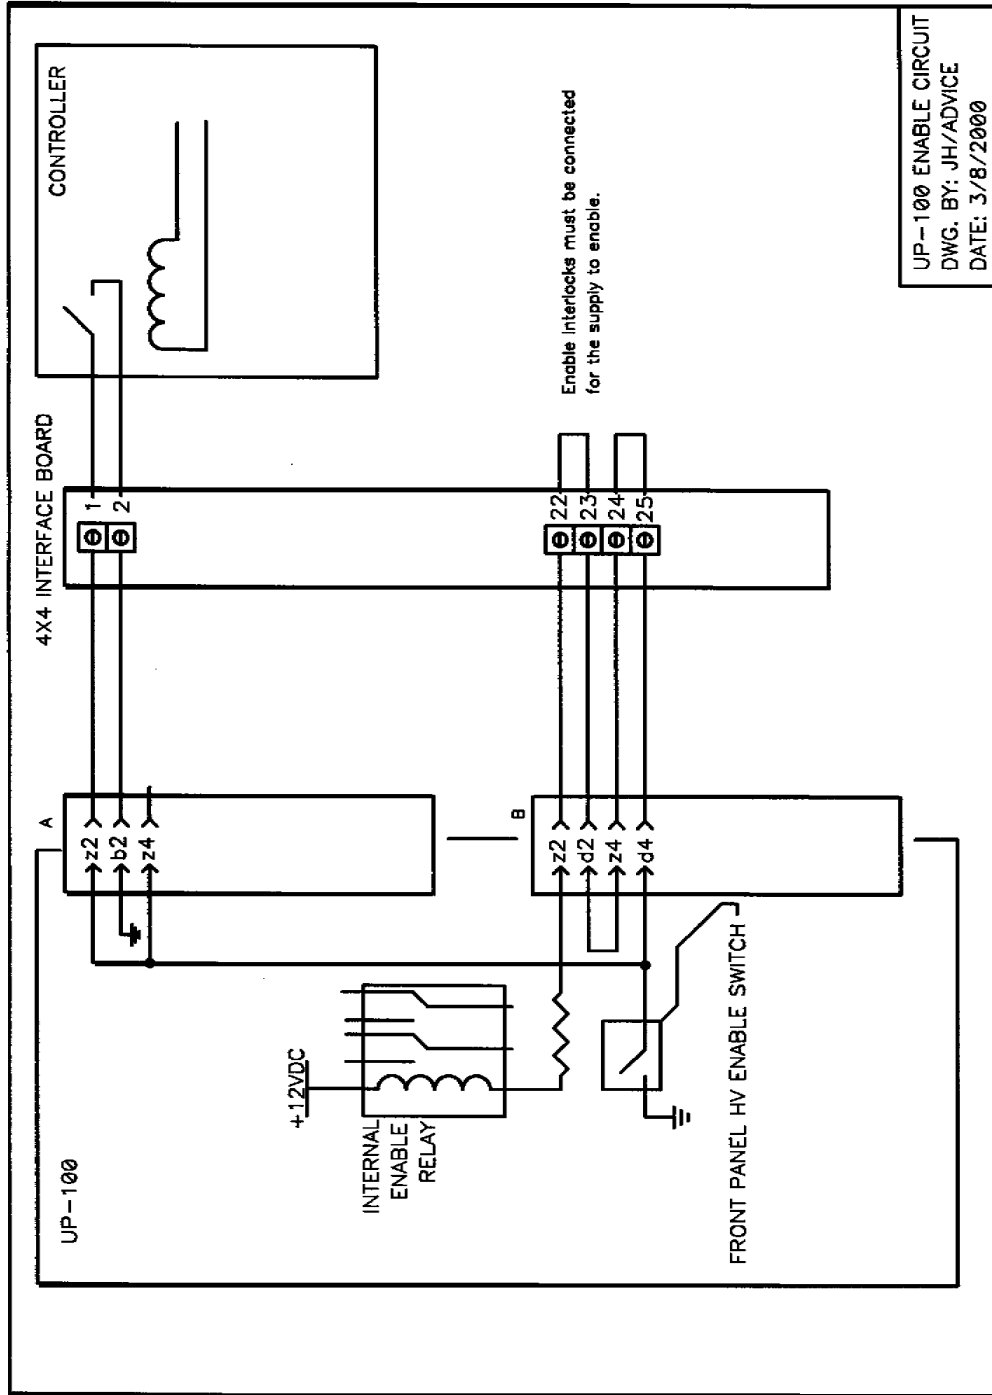 UP-100
+12VDC
INTERNAL
ENABLE
RELAY
FRONT PANEL HV ENABLE SWITCH
A
z2
b2
z4
B
z2
d2
z4
d4
4X4 INTERFACE BOARD
1
2
22
23
24
25
CONTROLLER
Enable Interlocks must be connected
for the supply to enable.
UP-100 ENABLE CIRCUIT
DWG. BY: JH/ADVICE
DATE: 3/8/2000